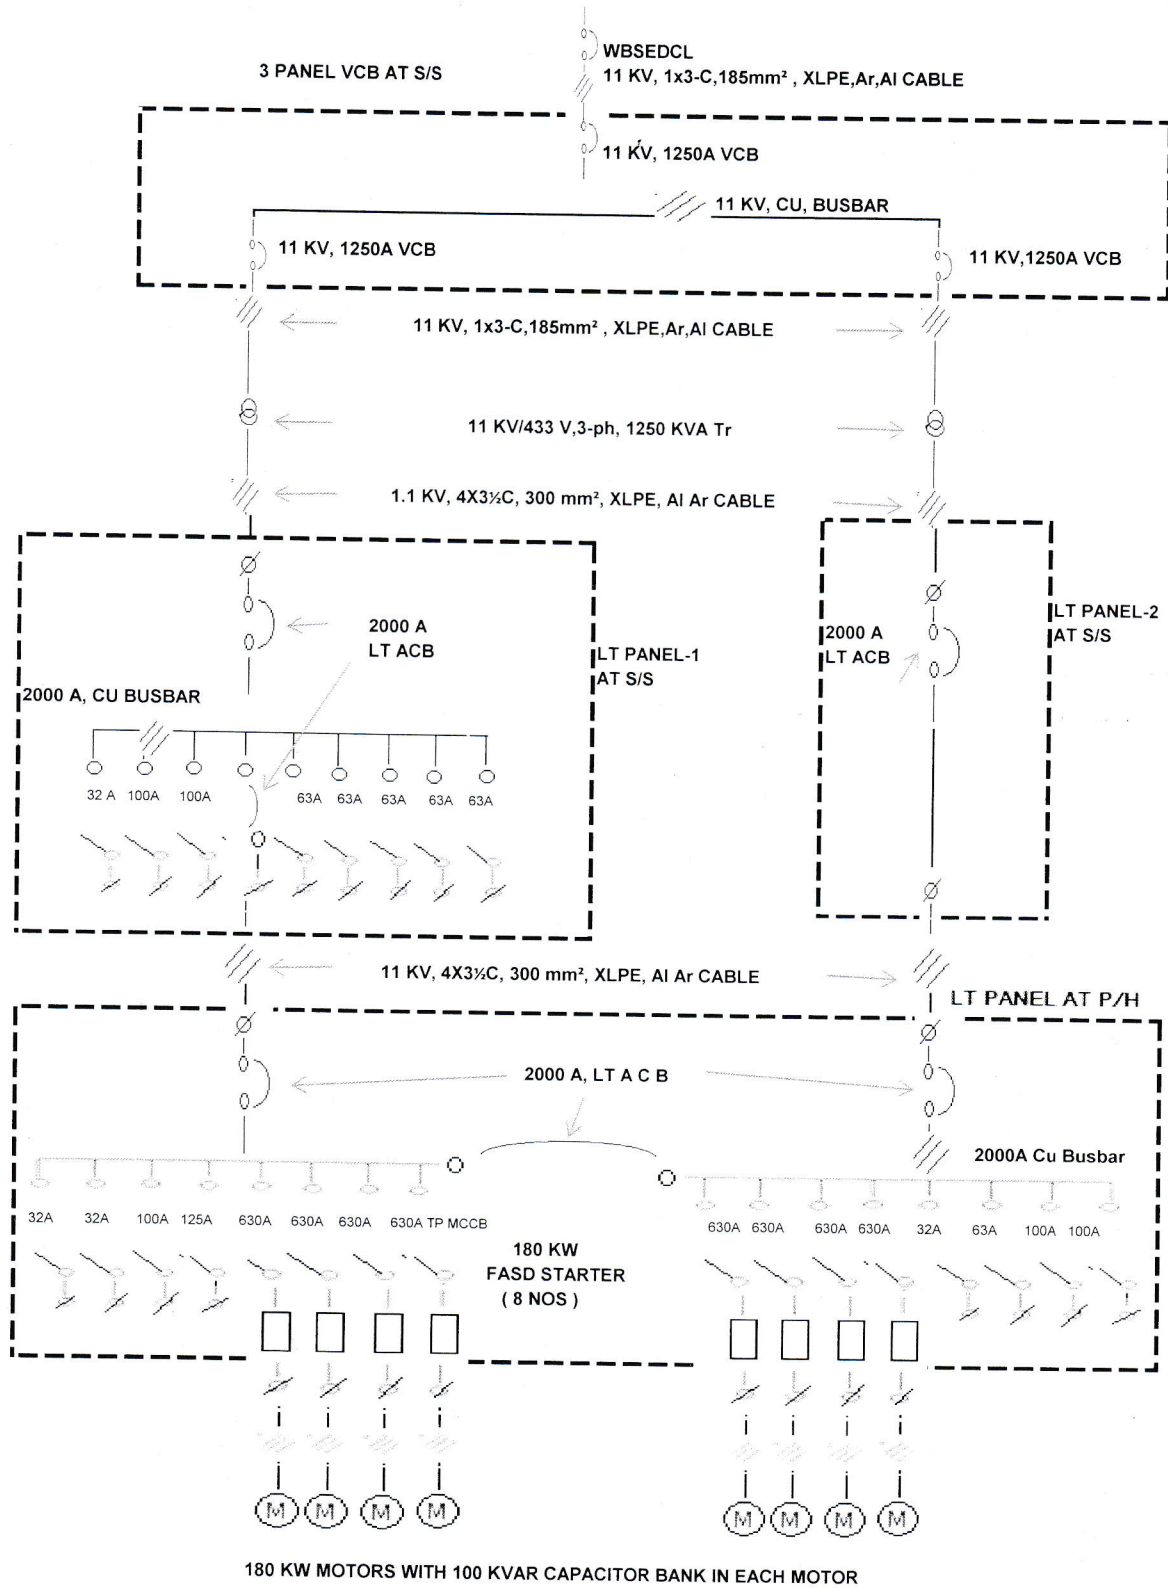 WBSEDCL
3 PANEL VCB AT S/S
11 KV, 1x3-C,185mm² , XLPE,Ar,Al CABLE
11 KV, 1250A VCB
11 KV, CU, BUSBAR
11 KV, 1250A VCB
11 KV,1250A VCB
11 KV, 1x3-C,185mm² , XLPE,Ar,Al CABLE
11 KV/433 V,3-ph, 1250 KVA Tr
1.1 KV, 4X3½C, 300 mm², XLPE, Al Ar CABLE
2000 A
LT ACB
LT PANEL-1
AT S/S
2000 A
LT ACB
LT PANEL-2
AT S/S
2000 A, CU BUSBAR
32 A 100A 100A 63A 63A 63A 63A 63A
11 KV, 4X3½C, 300 mm², XLPE, Al Ar CABLE
LT PANEL AT P/H
2000 A, LT A C B
2000A Cu Busbar
32A 32A 100A 125A 630A 630A 630A 630A TP MCCB
630A 630A 630A 630A 32A 63A 100A 100A
180 KW
FASD STARTER
( 8 NOS )
M M M M M M M M
180 KW MOTORS WITH 100 KVAR CAPACITOR BANK IN EACH MOTOR